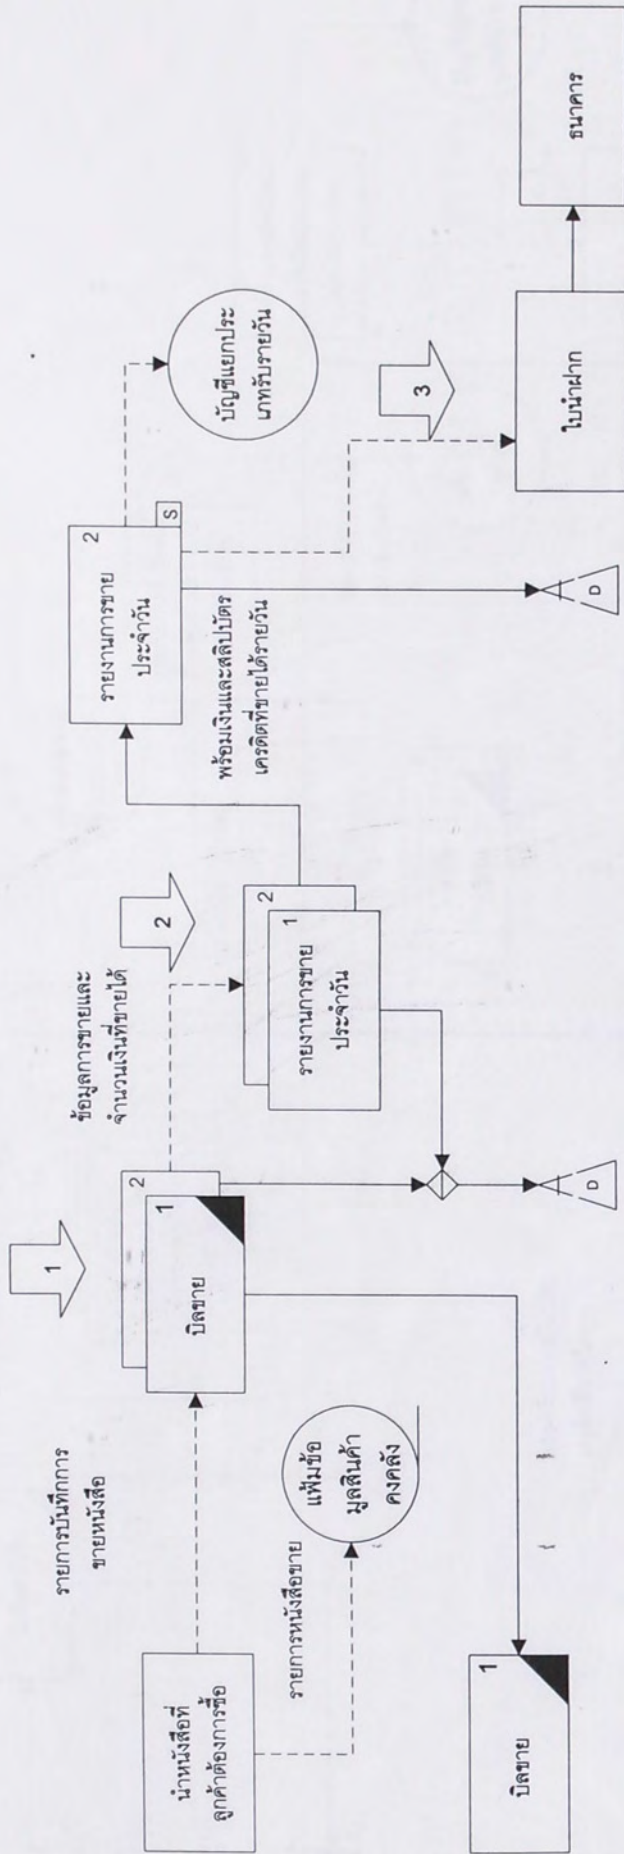 นำหนังสือที่
ลูกค้าต้องการซื้อ
รายการบันทึกการ
ขายหนังสือ
รายการหนังสือขาย
แฟ้มข้อ
มูลสินค้า
คงคลัง
1
2
1
บิลขาย
1
บิลขาย
ข้อมูลการขายและ
จำนวนเงินที่ขายได้
2
2
1
รายงานการขาย
ประจำวัน
D
พร้อมเงินและสลิปบัตร
เครดิตที่ขายได้รายวัน
2
รายงานการขาย
ประจำวัน
S
D
บัญชีแยกประ
เภทรับรายวัน
3
ใบนำฝาก
ธนาคาร